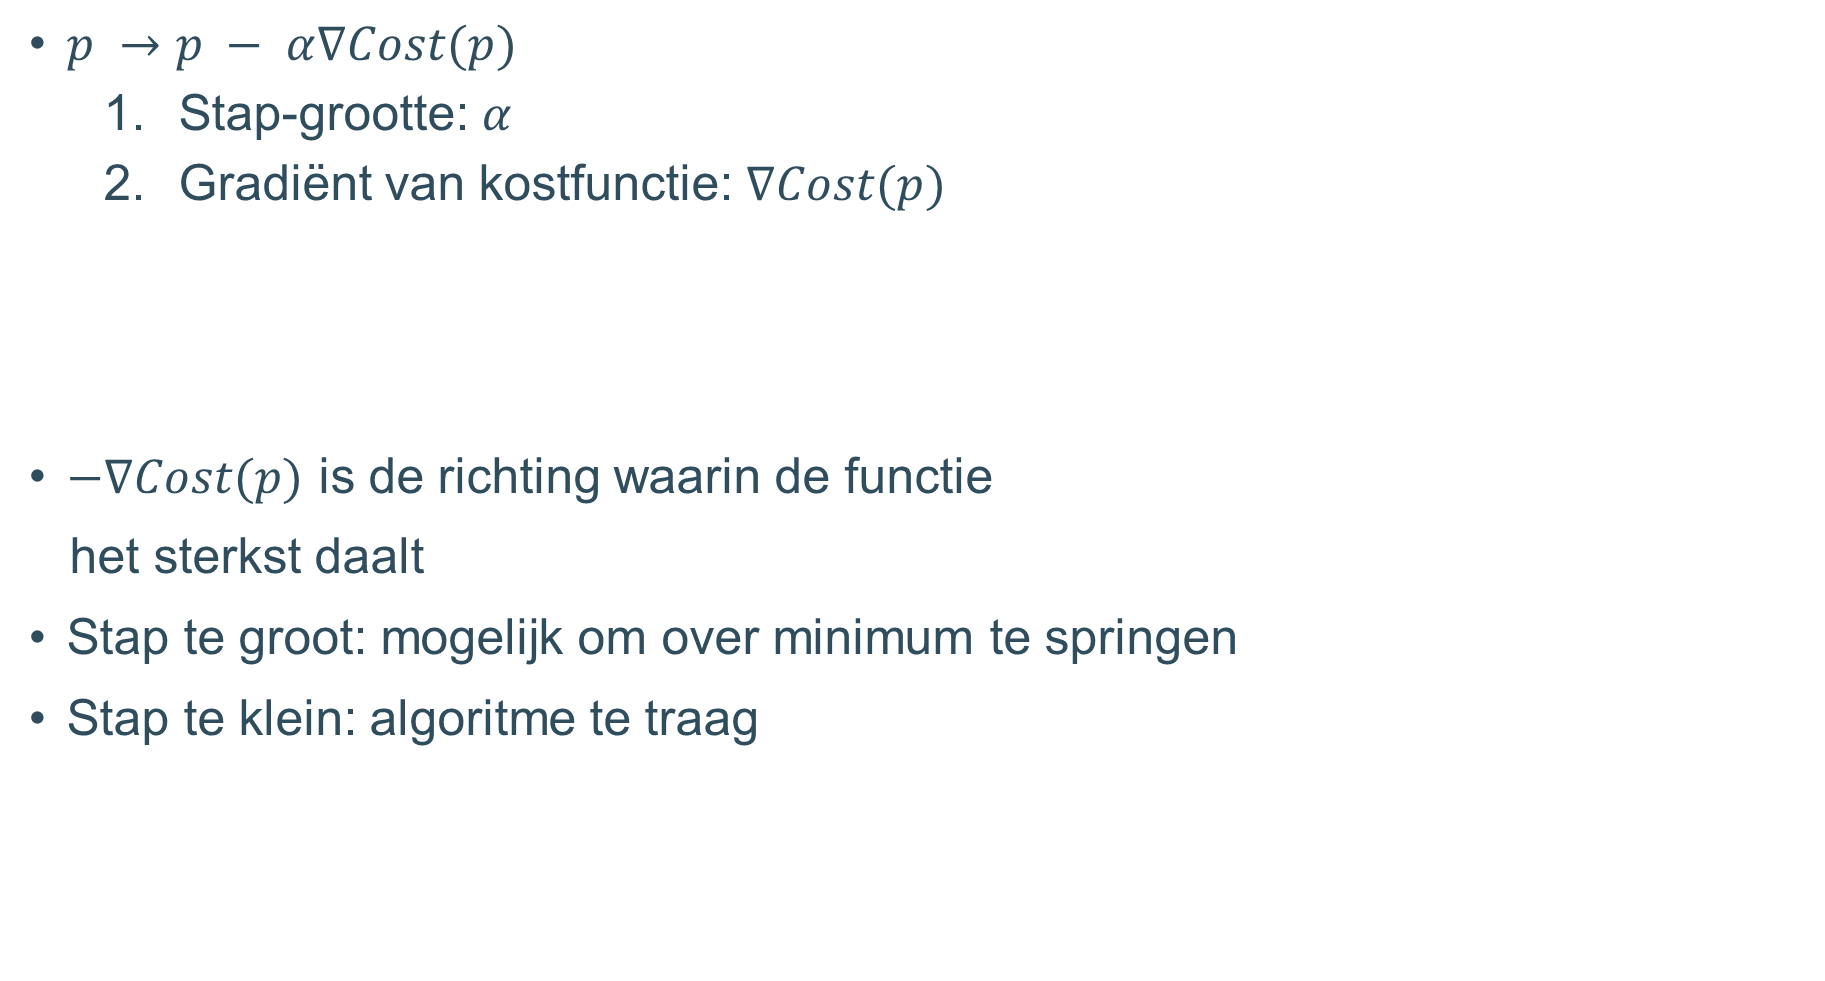 • 𝑝 → 𝑝 − 𝛼∇𝐶𝑜𝑠𝑡(𝑝)
1. Stap-grootte: 𝛼
2. Gradiënt van kostfunctie: ∇𝐶𝑜𝑠𝑡(𝑝)
• −∇𝐶𝑜𝑠𝑡(𝑝) is de richting waarin de functie
het sterkst daalt
• Stap te groot: mogelijk om over minimum te springen
• Stap te klein: algoritme te traag